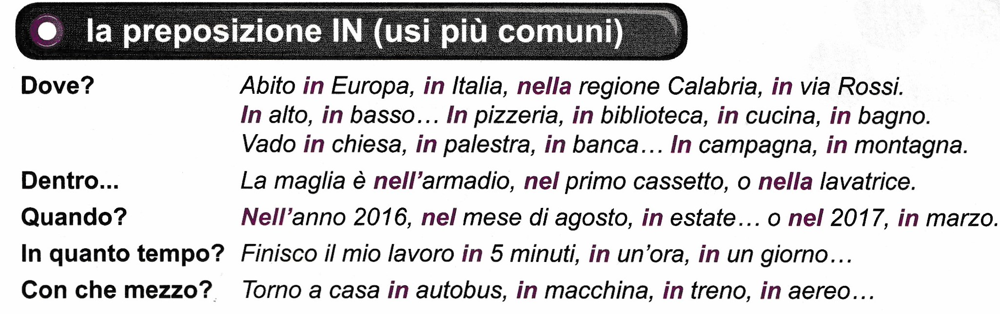 la preposizione IN (usi più comuni)
Dove? Abito in Europa, in Italia, nella regione Calabria, in via Rossi.
In alto, in basso… In pizzeria, in biblioteca, in cucina, in bagno.
Vado in chiesa, in palestra, in banca… In campagna, in montagna.
Dentro... La maglia è nell'armadio, nel primo cassetto, o nella lavatrice.
Quando? Nell'anno 2016, nel mese di agosto, in estate… o nel 2017, in marzo.
In quanto tempo? Finisco il mio lavoro in 5 minuti, in un'ora, in un giorno…
Con che mezzo? Torno a casa in autobus, in macchina, in treno, in aereo…